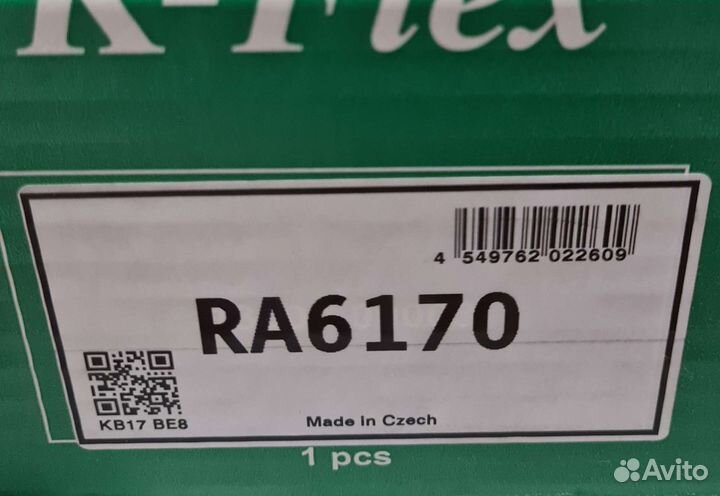 K-Flex
4 549762 022609
RA6170
KB17 BE8
Made in Czech
1 pcs
Avito